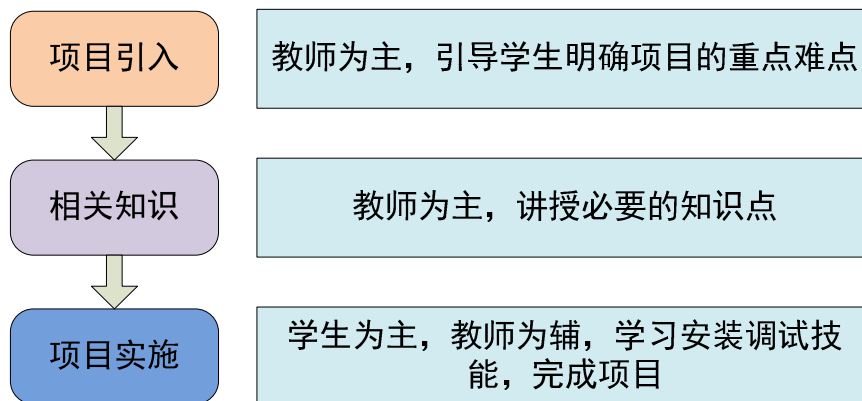 项目引入
教师为主，引导学生明确项目的重点难点
相关知识
教师为主，讲授必要的知识点
项目实施
学生为主，教师为辅，学习安装调试技
能，完成项目